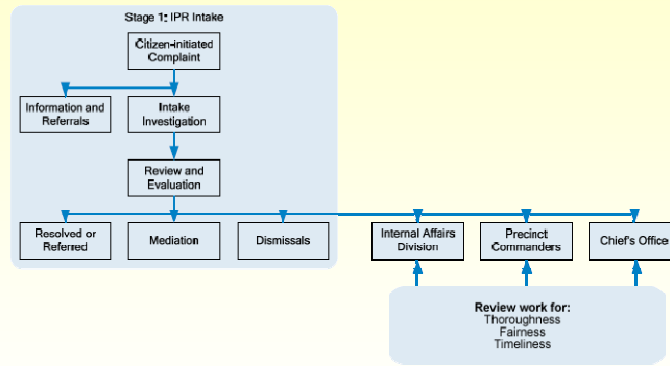 Stage 1: IPR Intake
Citizen-initiated
Complaint
Information and
Referrals
Intake
Investigation
Review and
Evaluation
Resolved or
Referred
Mediation
Dismissals
Internal Affairs
Division
Precinct
Commanders
Chief's Office
Review work for:
Thoroughness
Fairness
Timeliness